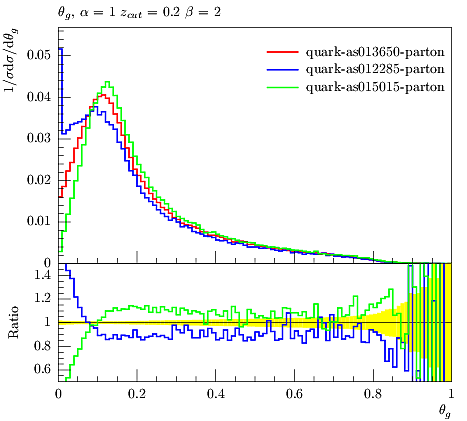 θg, α = 1 zcut = 0.2 β = 2
1/σdσ/dθg
quark-as013650-parton
quark-as012285-parton
quark-as015015-parton
0.05
0.04
0.03
0.02
0.01
0
Ratio
1.4
1.2
1
0.8
0.6
0 0.2 0.4 0.6 0.8 1
θg